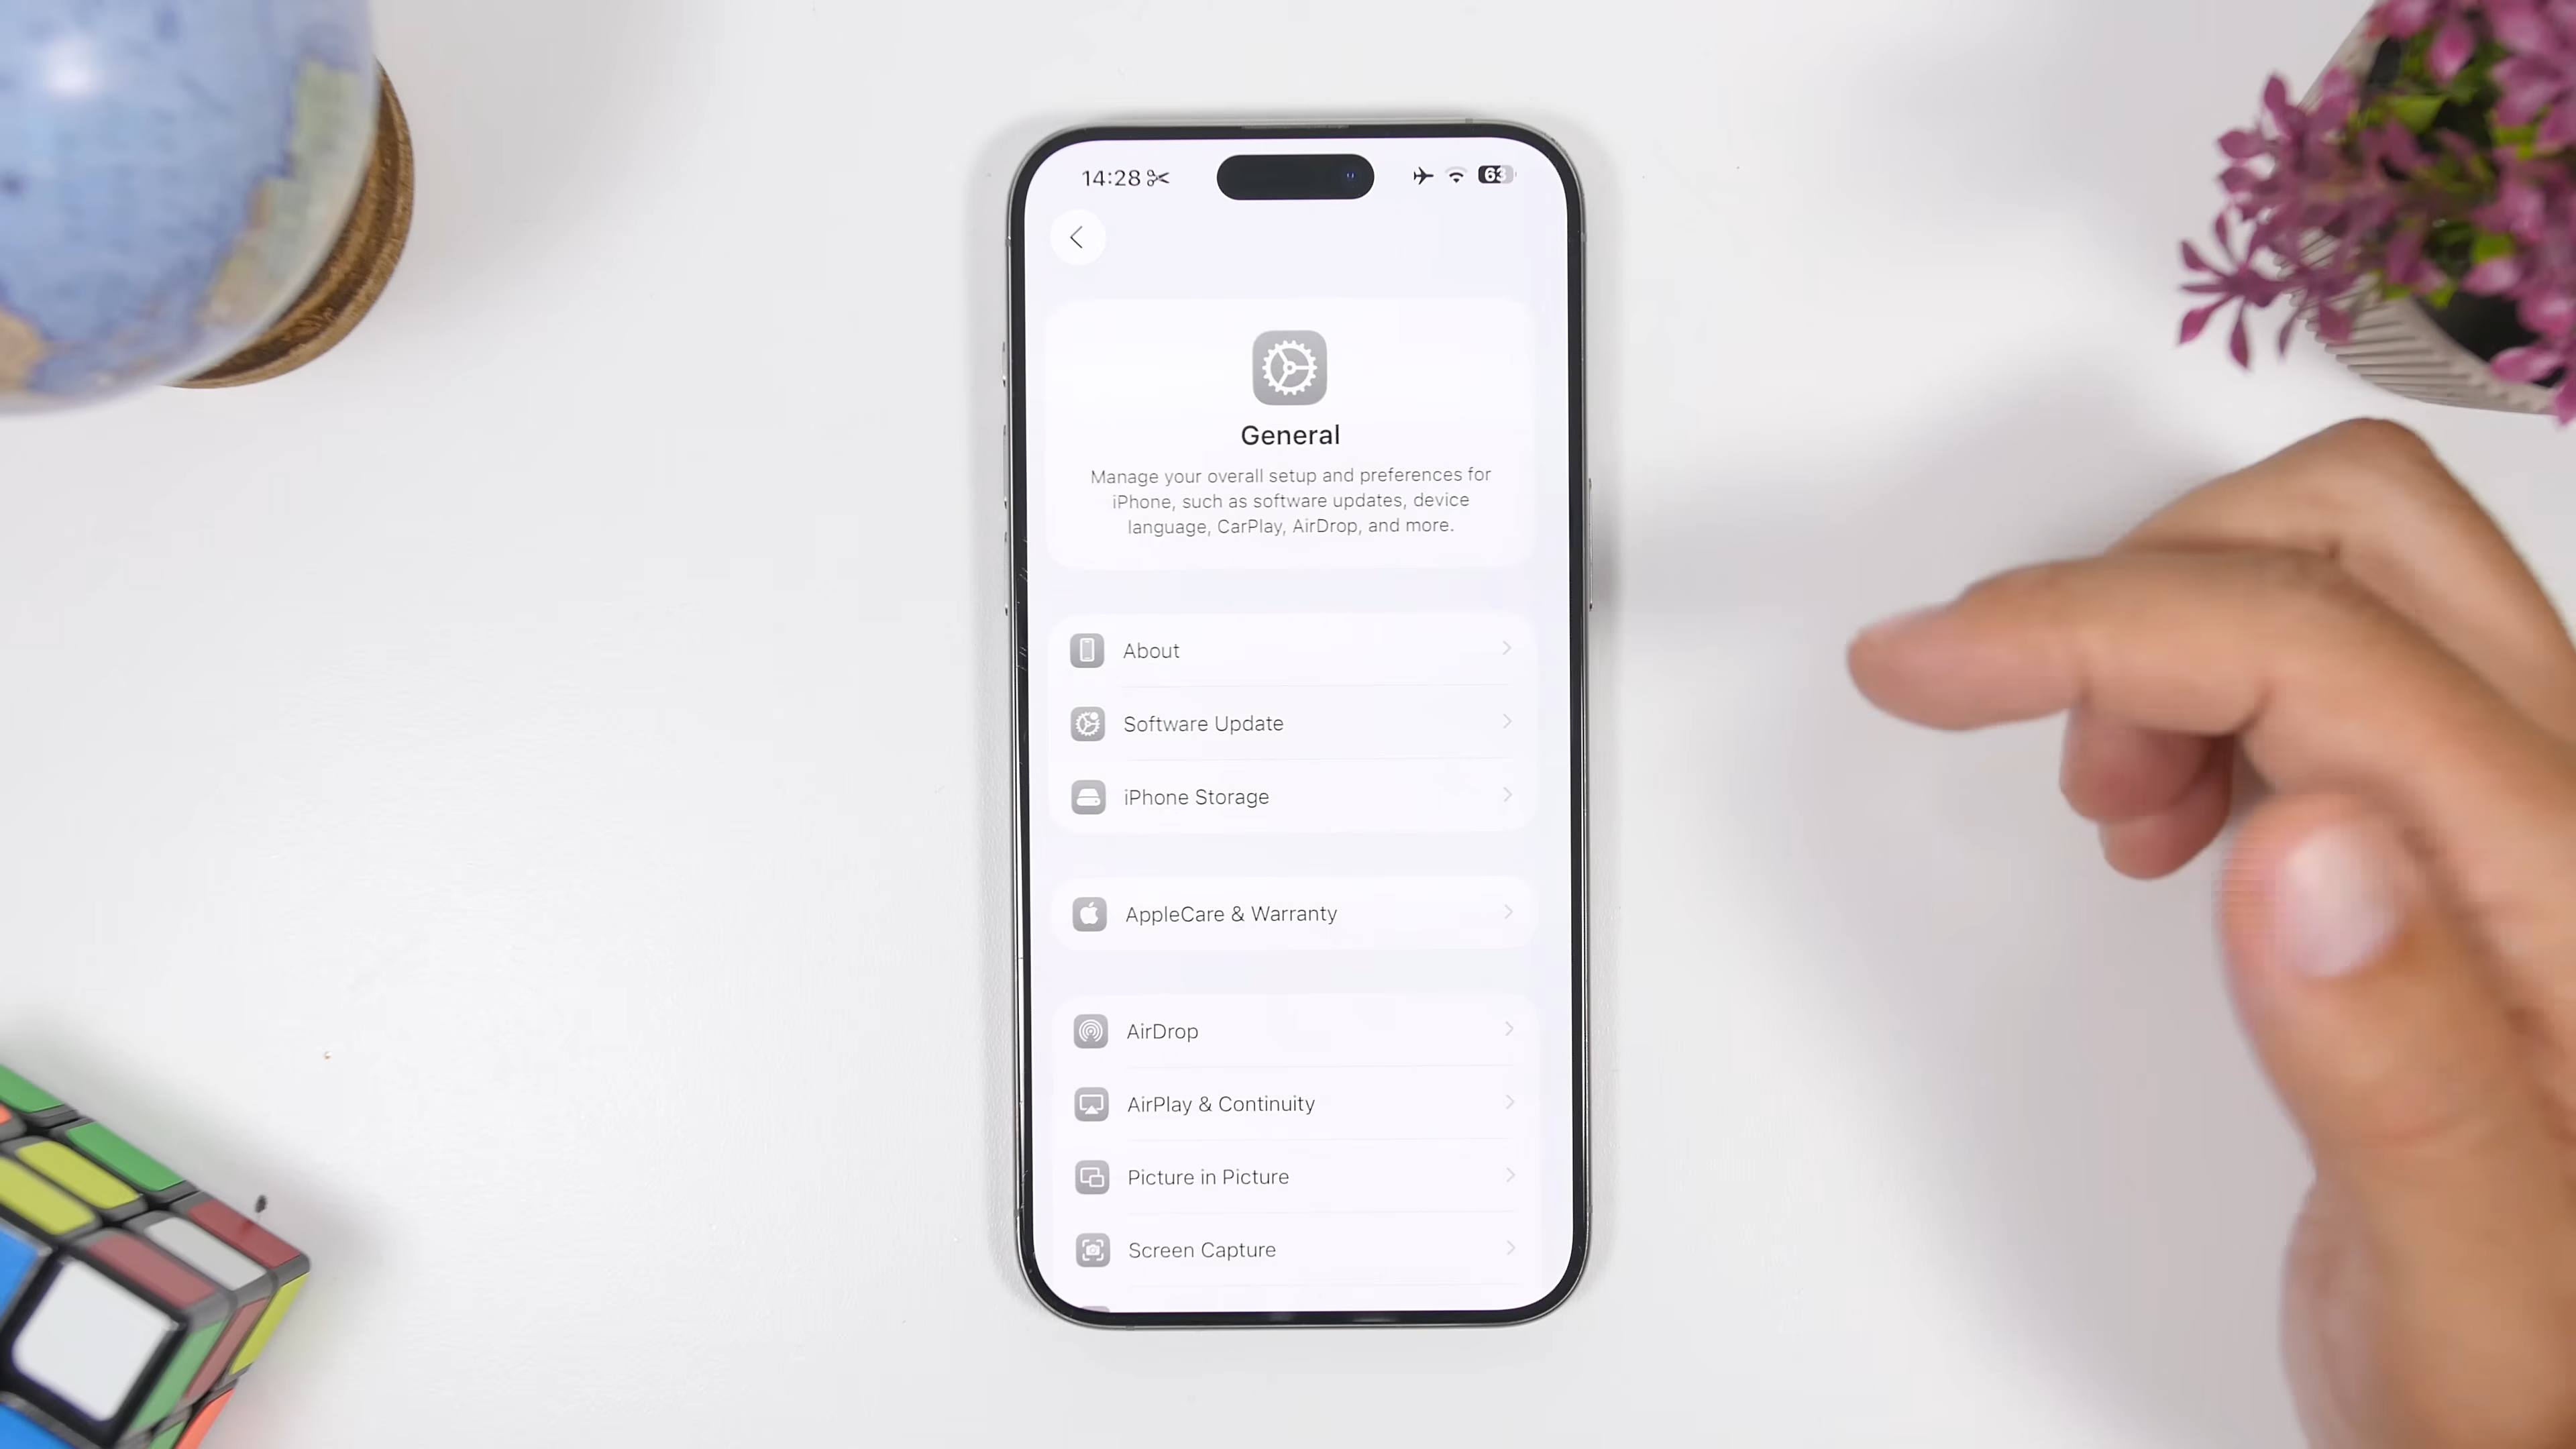 14:28
63
General
Manage your overall setup and preferences for
iPhone, such as software updates, device
language, CarPlay, AirDrop, and more.
About
Software Update
iPhone Storage
AppleCare & Warranty
AirDrop
AirPlay & Continuity
Picture in Picture
Screen Capture